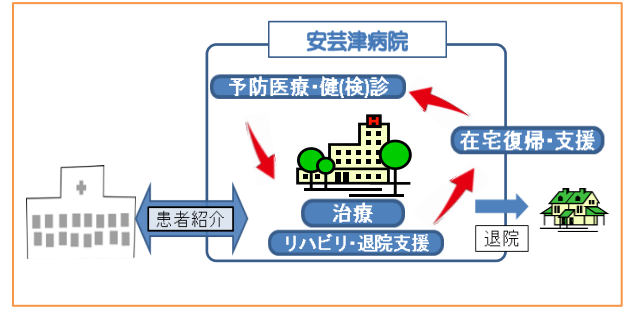 安芸津病院
予防医療・健(検)診
在宅復帰・支援
H
患者紹介
治療
リハビリ・退院支援
退院